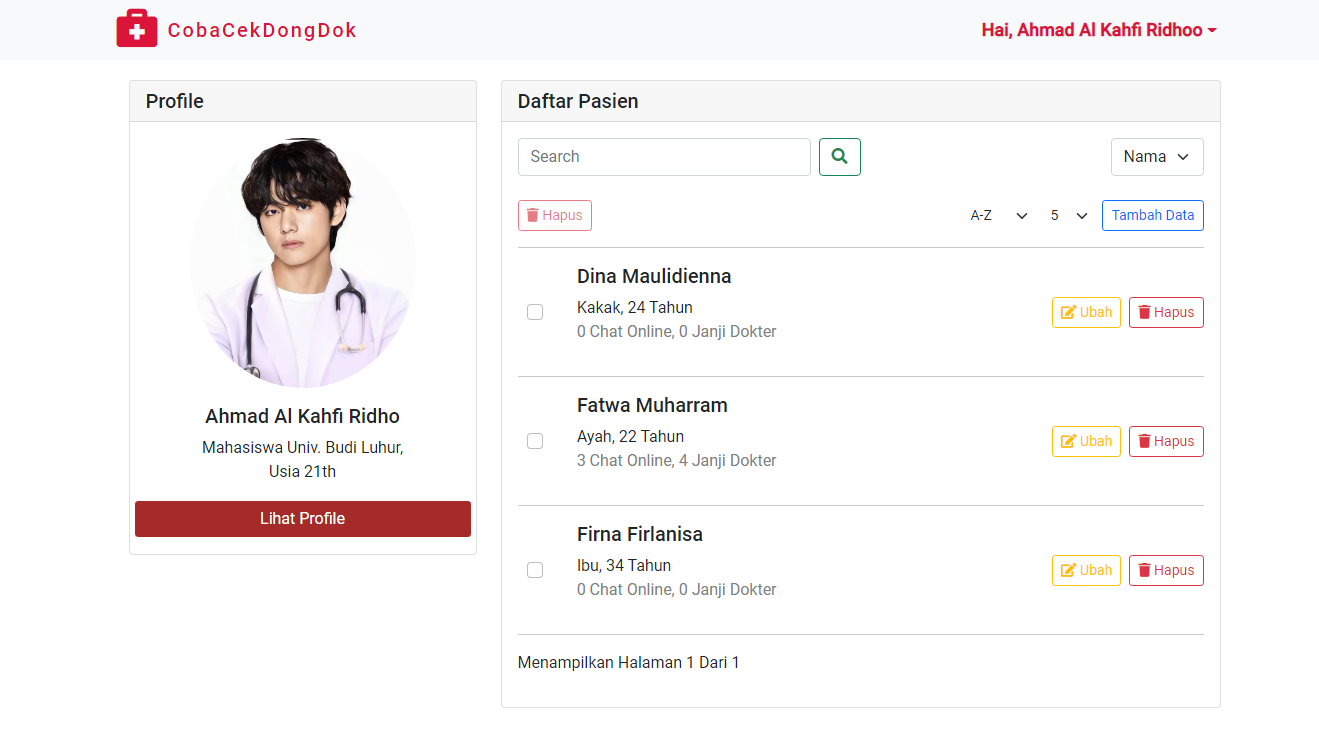 CobaCekDongDok
Hai, Ahmad Al Kahfi Ridhoo
Profile
Ahmad Al Kahfi Ridho
Mahasiswa Univ. Budi Luhur,
Usia 21th
Lihat Profile
Daftar Pasien
Search
Nama
Hapus
A-Z
5
Tambah Data
Dina Maulidienna
Kakak, 24 Tahun
0 Chat Online, 0 Janji Dokter
Ubah
Hapus
Fatwa Muharram
Ayah, 22 Tahun
3 Chat Online, 4 Janji Dokter
Ubah
Hapus
Firna Firlanisa
Ibu, 34 Tahun
0 Chat Online, 0 Janji Dokter
Ubah
Hapus
Menampilkan Halaman 1 Dari 1